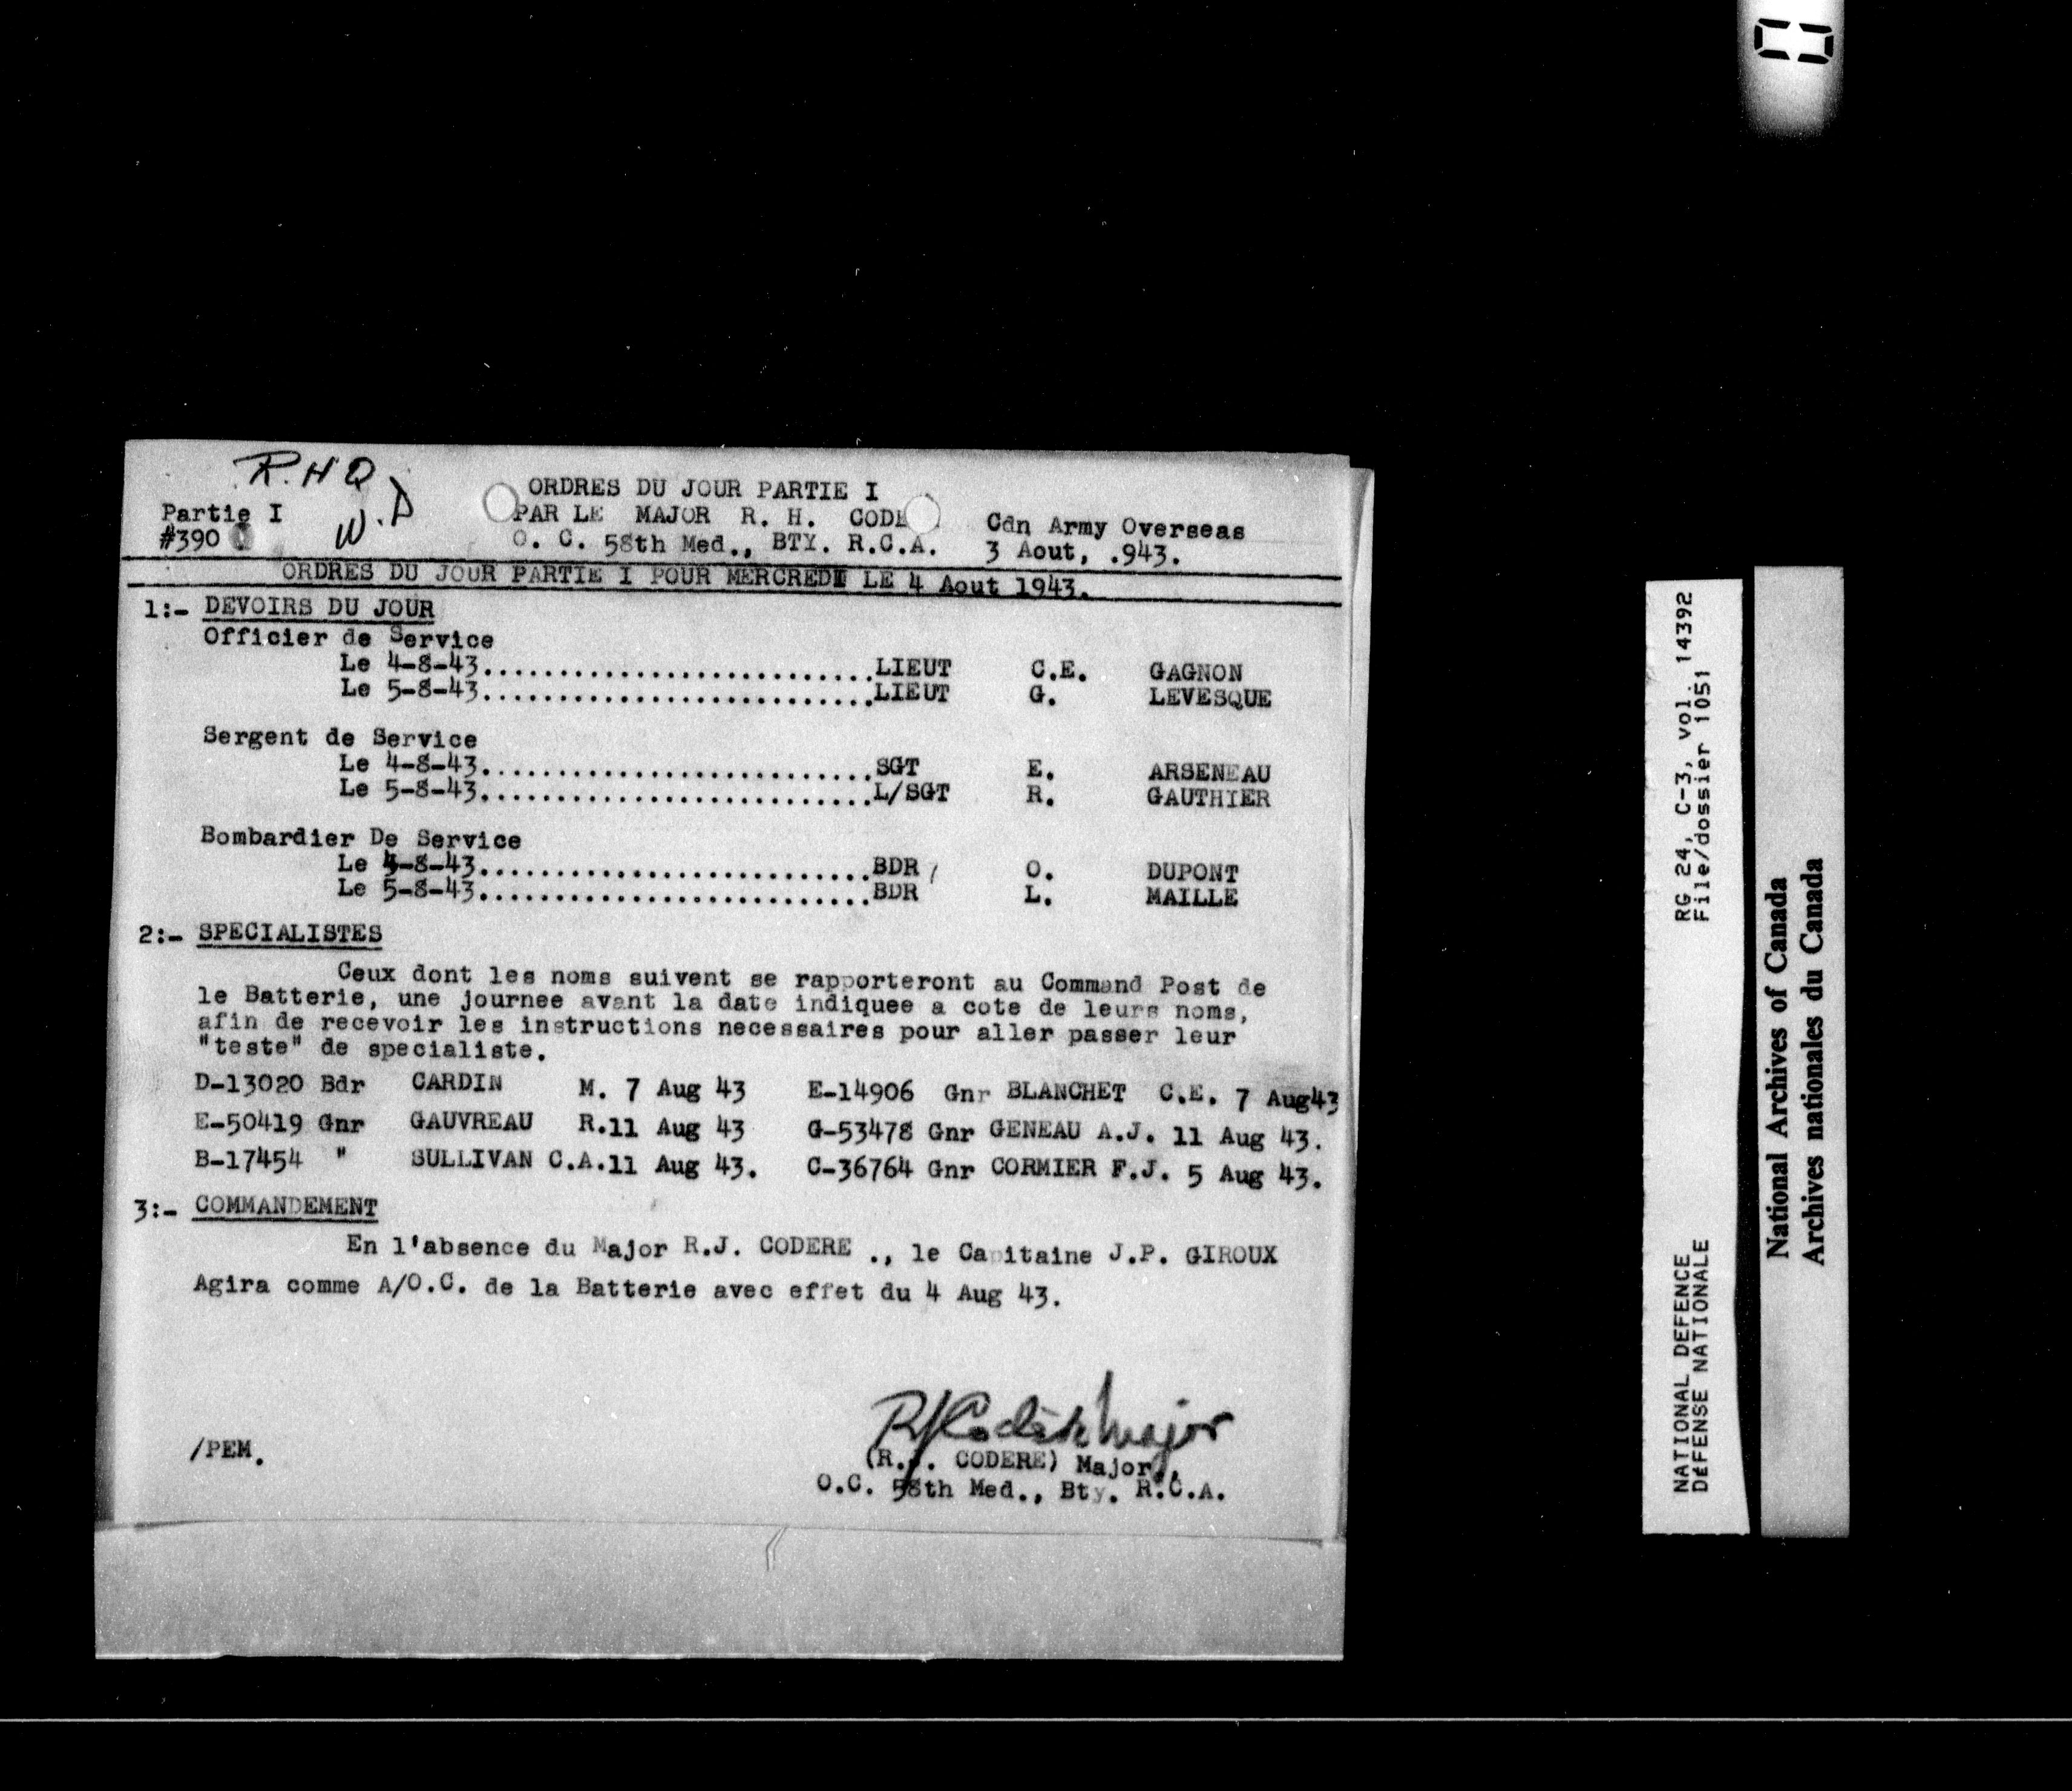 R.H.Q
W.D
ORDRES DU JOUR PARTIE I
Partie I PAR LE MAJOR R. H. CODE Cdn Army Overseas
#390 O. C. 58th Med., BTY. R.C.A. 3 Aout, .943.
ORDRES DU JOUR PARTIE I POUR MERCREDI LE 4 Aout 1943.
1:- DEVOIRS DU JOUR
Officier de Service
Le 4-8-43..........................LIEUT C.E. GAGNON
Le 5-8-43..........................LIEUT G. LEVESQUE
Sergent de Service
Le 4-8-43..........................SGT E. ARSENEAU
Le 5-8-43..........................L/SGT R. GAUTHIER
Bombardier De Service
Le 4-8-43..........................BDR / O. DUPONT
Le 5-8-43..........................BDR L. MAILLE
2:- SPECIALISTES
Ceux dont les noms suivent se rapporteront au Command Post de
le Batterie, une journee avant la date indiquee a cote de leurs noms,
afin de recevoir les instructions necessaires pour aller passer leur
"teste" de specialiste.
D-13020 Bdr CARDIN M. 7 Aug 43 E-14906 Gnr BLANCHET C.E. 7 Aug43
E-50419 Gnr GAUVREAU R.11 Aug 43 G-53478 Gnr GENEAU A.J. 11 Aug 43.
B-17454 " SULLIVAN C.A.11 Aug 43. C-36764 Gnr CORMIER F.J. 5 Aug 43.
3:- COMMANDEMENT
En l'absence du Major R.J. CODERE ., le Capitaine J.P. GIROUX
Agira comme A/O.C. de la Batterie avec effet du 4 Aug 43.
RJCodère Major
/PEM. (R.J. CODERE) Major,
O.C. 58th Med., Bty. R.C.A.
RG 24, C-3, vol. 14392
File/dossier 1051
NATIONAL DEFENCE
DÉFENSE NATIONALE
National Archives of Canada
Archives nationales du Canada